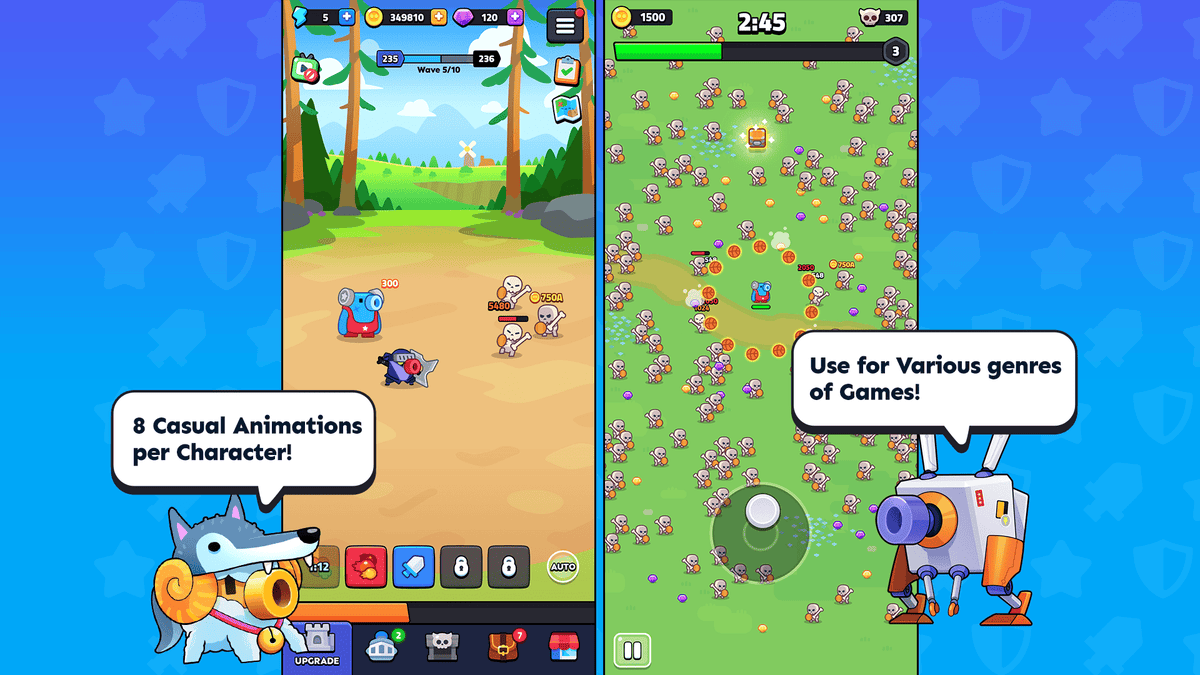 5
349810
120
235
236
Wave 5/10
300
5480
750A
8 Casual Animations
per Character!
:12
AUTO
2
7
UPGRADE
1500
2:45
307
3
750A
Use for Various genres
of Games!